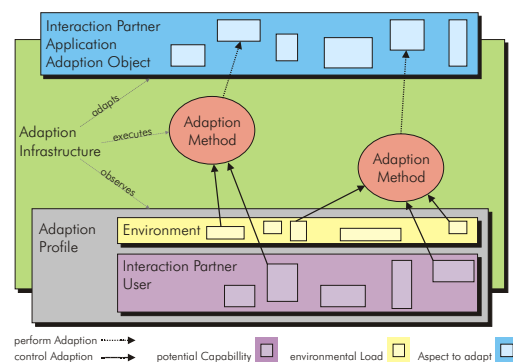 Interaction Partner
Application
Adaption Object
adapts
Adaption
Infrastructure
executes
observes
Adaption
Method
Adaption
Method
Adaption
Profile
Environment
Interaction Partner
User
perform Adaption
control Adaption
potential Capabillity
environmental Load
Aspect to adapt